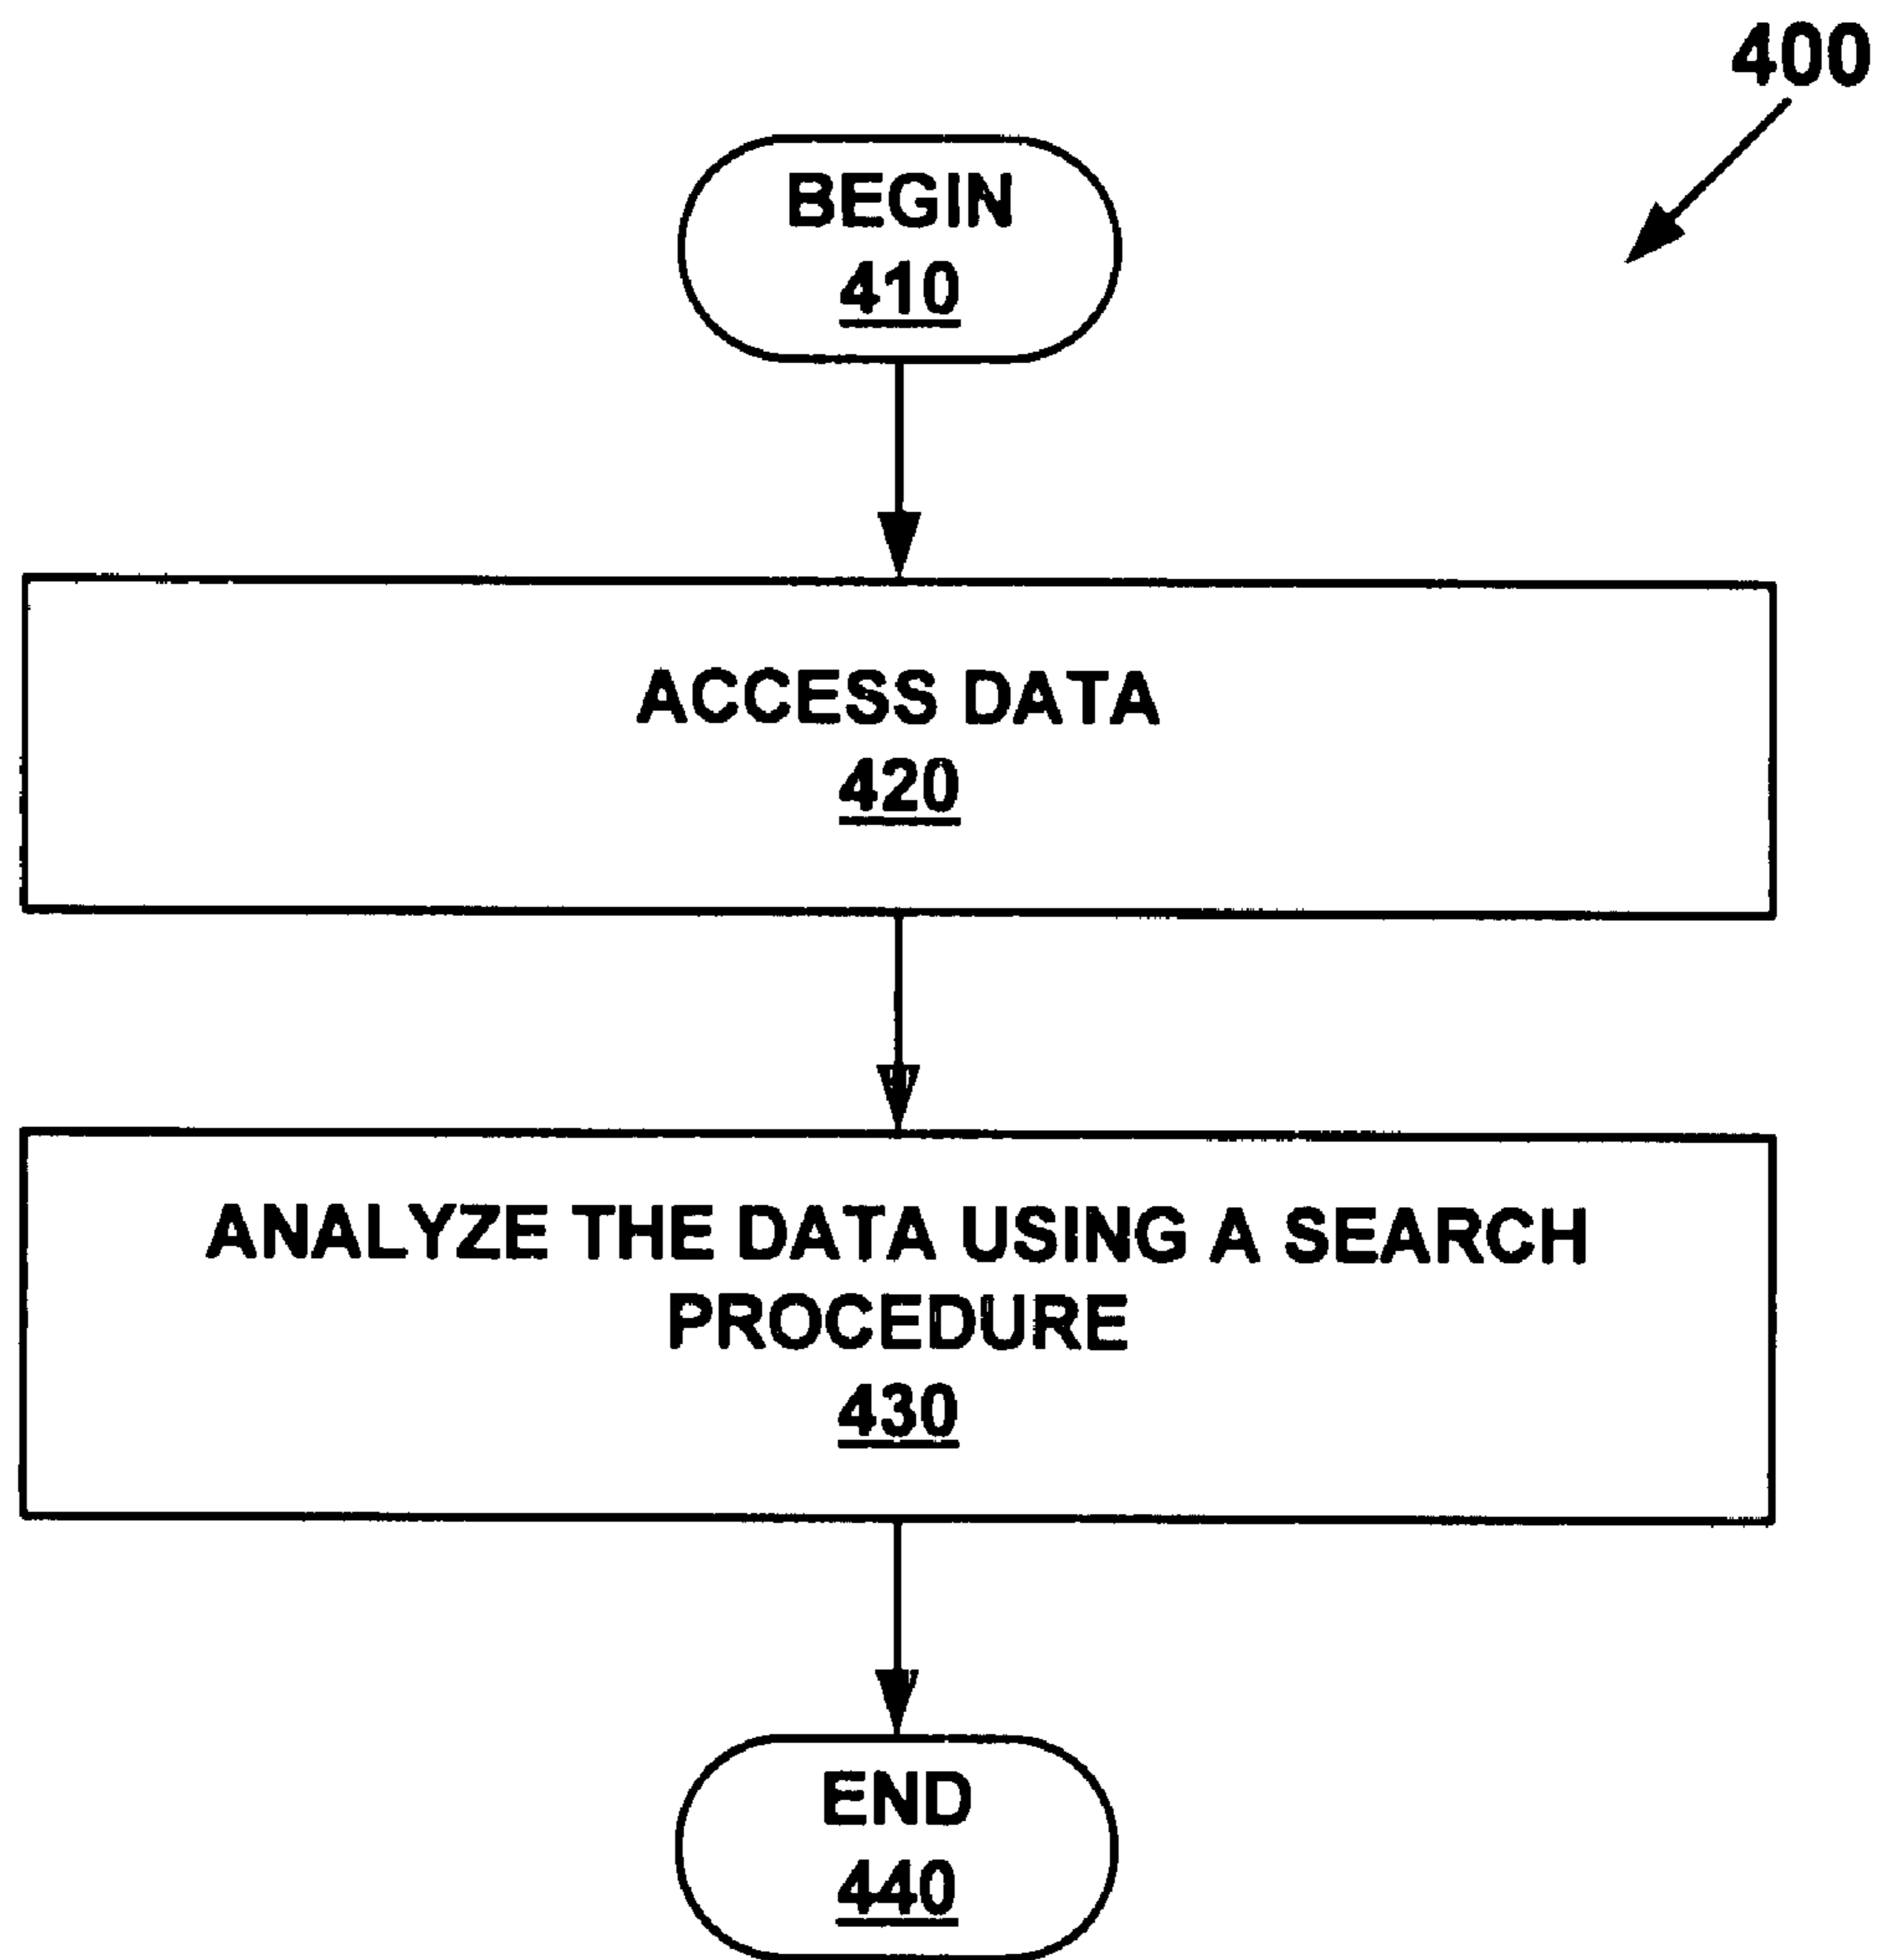 400
BEGIN
410
ACCESS DATA
420
ANALYZE THE DATA USING A SEARCH
PROCEDURE
430
END
440